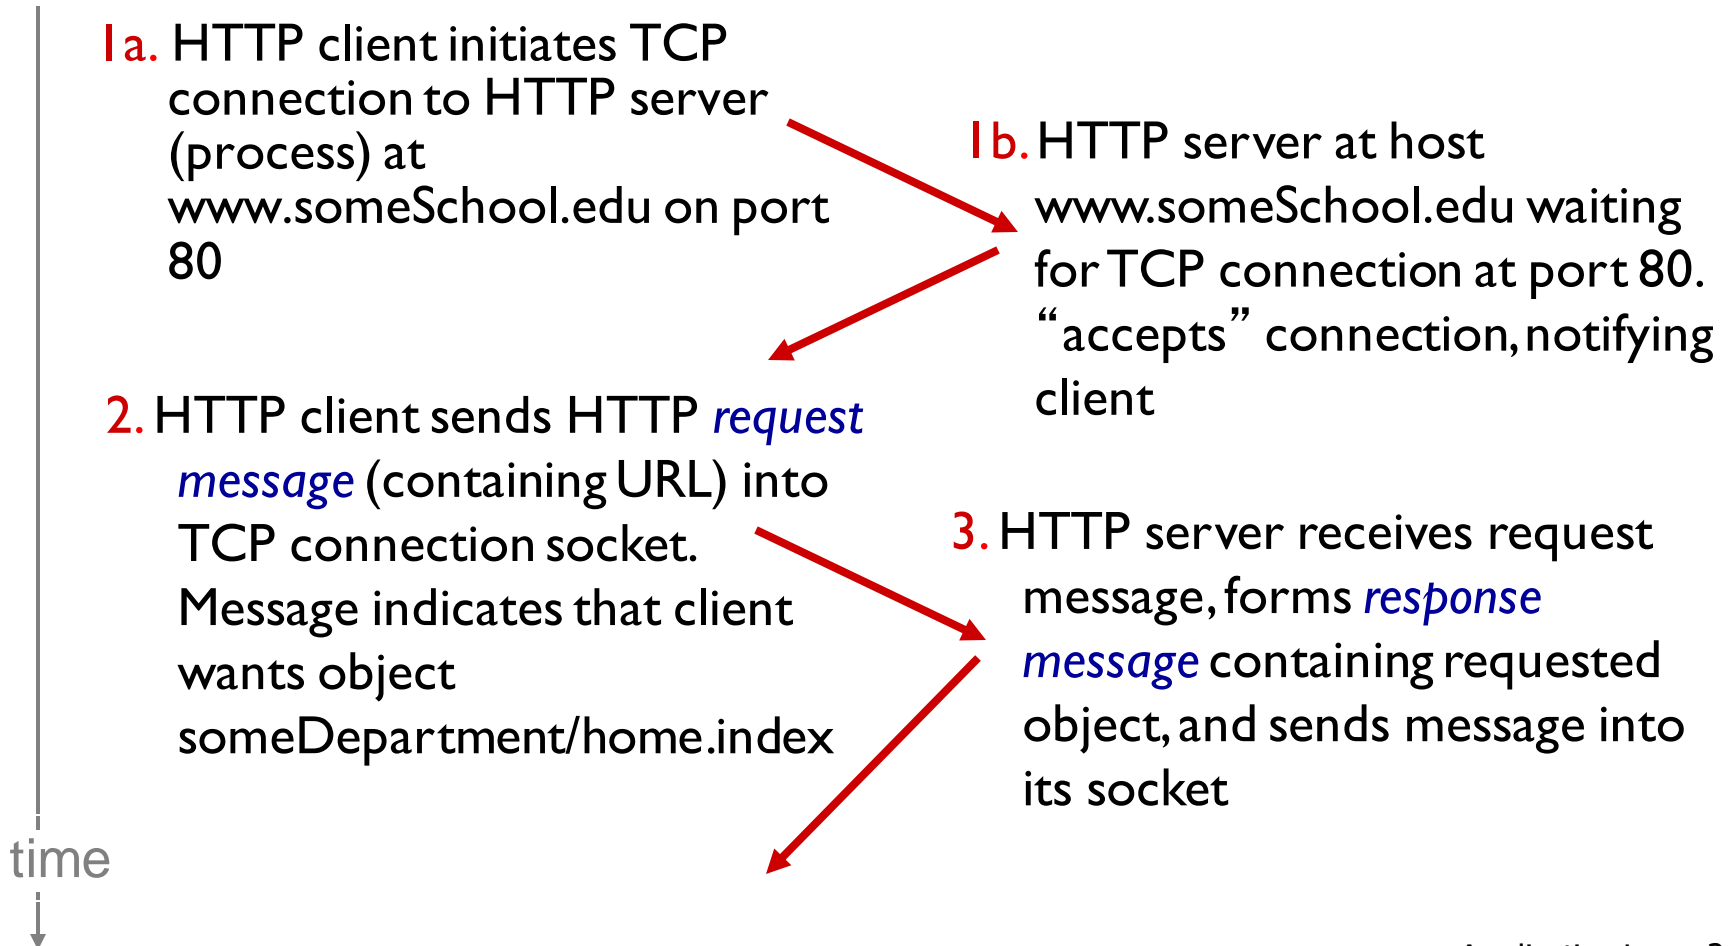 1a. HTTP client initiates TCP
connection to HTTP server
(process) at
www.someSchool.edu on port
80
1b. HTTP server at host
www.someSchool.edu waiting
for TCP connection at port 80.
“accepts” connection, notifying
client
2. HTTP client sends HTTP request
message (containing URL) into
TCP connection socket.
Message indicates that client
wants object
someDepartment/home.index
3. HTTP server receives request
message, forms response
message containing requested
object, and sends message into
its socket
time